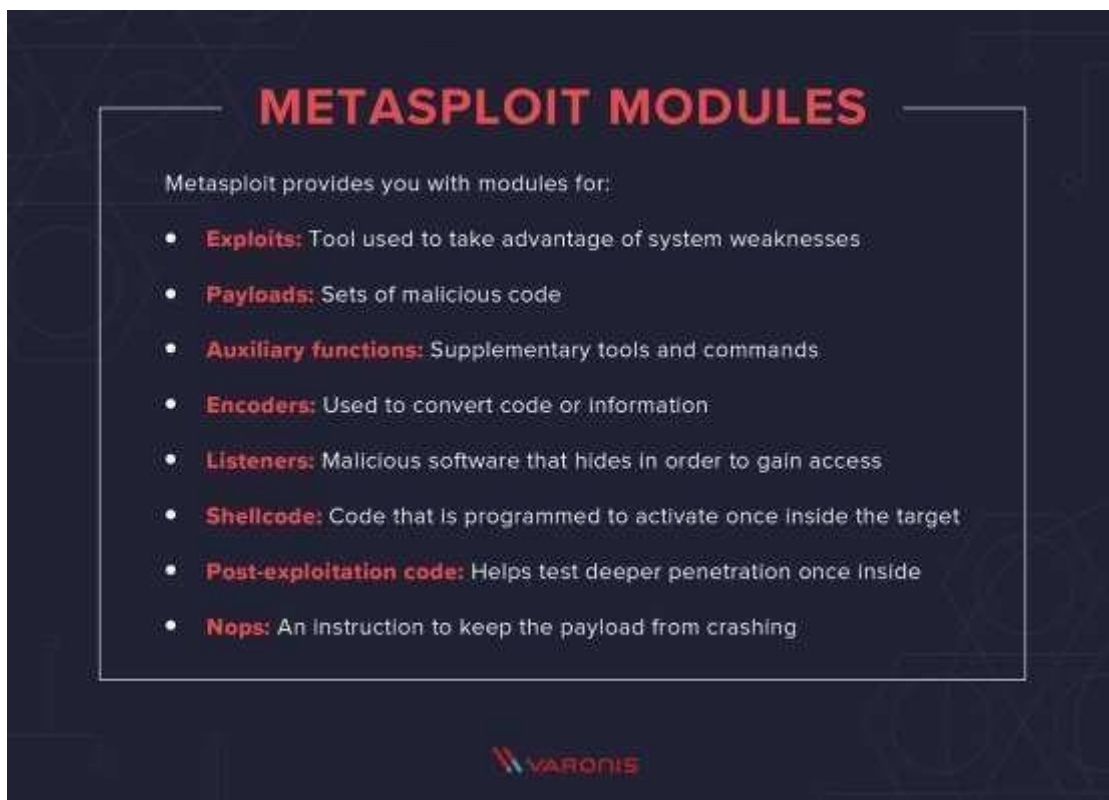 METASPLOIT MODULES
Metasploit provides you with modules for:
• Exploits: Tool used to take advantage of system weaknesses
• Payloads: Sets of malicious code
• Auxiliary functions: Supplementary tools and commands
• Encoders: Used to convert code or information
• Listeners: Malicious software that hides in order to gain access
• Shellcode: Code that is programmed to activate once inside the target
• Post-exploitation code: Helps test deeper penetration once inside
• Nops: An instruction to keep the payload from crashing
VARONIS